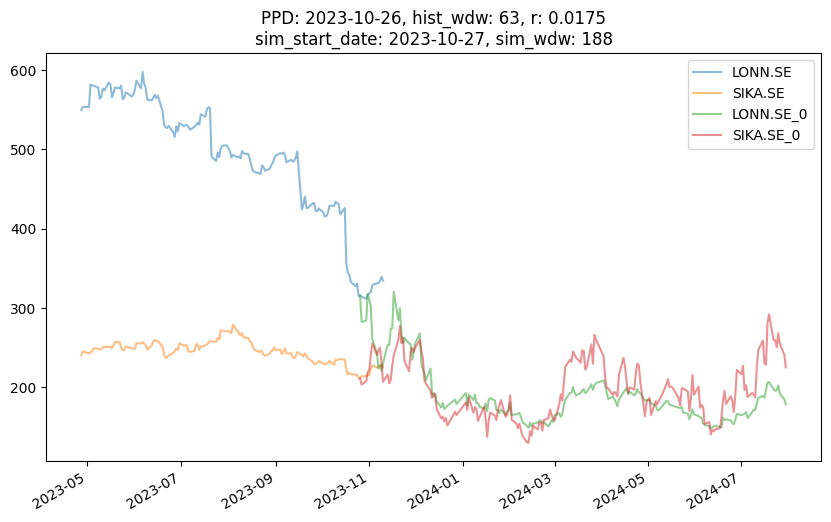 PPD: 2023-10-26, hist_wdw: 63, r: 0.0175
sim_start_date: 2023-10-27, sim_wdw: 188
LONN.SE
SIKA.SE
LONN.SE_0
SIKA.SE_0
600
500
400
300
200
2023-05
2023-07
2023-09
2023-11
2024-01
2024-03
2024-05
2024-07